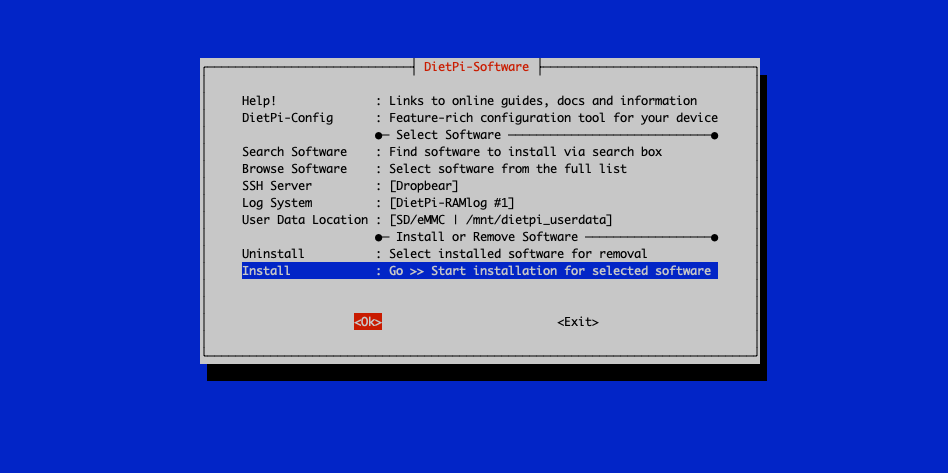 DietPi-Software
Help! : Links to online guides, docs and information
DietPi-Config : Feature-rich configuration tool for your device
Select Software
Search Software : Find software to install via search box
Browse Software : Select software from the full list
SSH Server : [Dropbear]
Log System : [DietPi-RAMlog #1]
User Data Location : [SD/eMMC | /mnt/dietpi_userdata]
Install or Remove Software
Uninstall : Select installed software for removal
Install : Go >> Start installation for selected software
<Ok> <Exit>